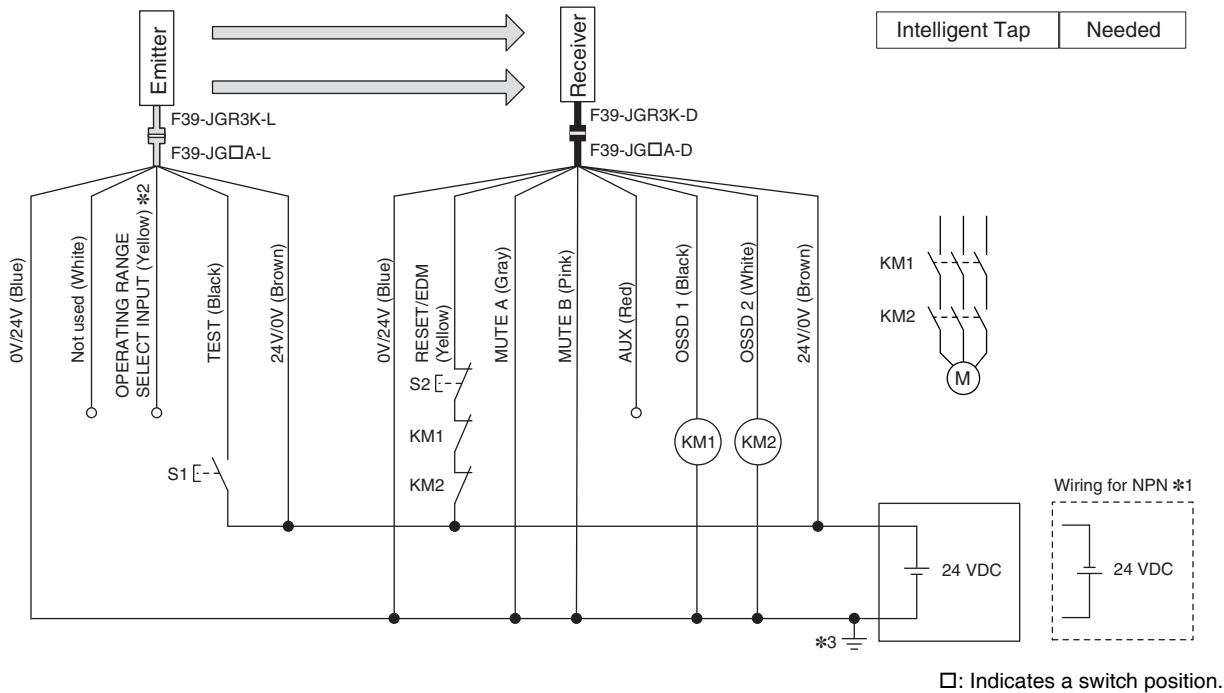 Emitter
Receiver
Intelligent Tap
Needed
F39-JGR3K-L
F39-JG□A-L
F39-JGR3K-D
F39-JG□A-D
0V/24V (Blue)
Not used (White)
OPERATING RANGE
SELECT INPUT (Yellow) *2
TEST (Black)
24V/0V (Brown)
0V/24V (Blue)
RESET/EDM
(Yellow)
MUTE A (Gray)
MUTE B (Pink)
AUX (Red)
OSSD 1 (Black)
OSSD 2 (White)
24V/0V (Brown)
KM1
KM2
M
S2
KM1
KM2
KM1
KM2
S1
Wiring for NPN *1
24 VDC
24 VDC
*3
□: Indicates a switch position.